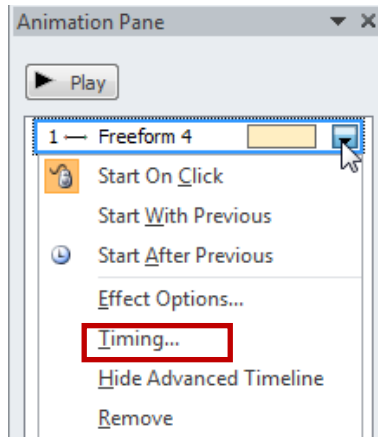 Animation Pane
Play
1 Freeform 4
Start On Click
Start With Previous
Start After Previous
Effect Options...
Timing...
Hide Advanced Timeline
Remove